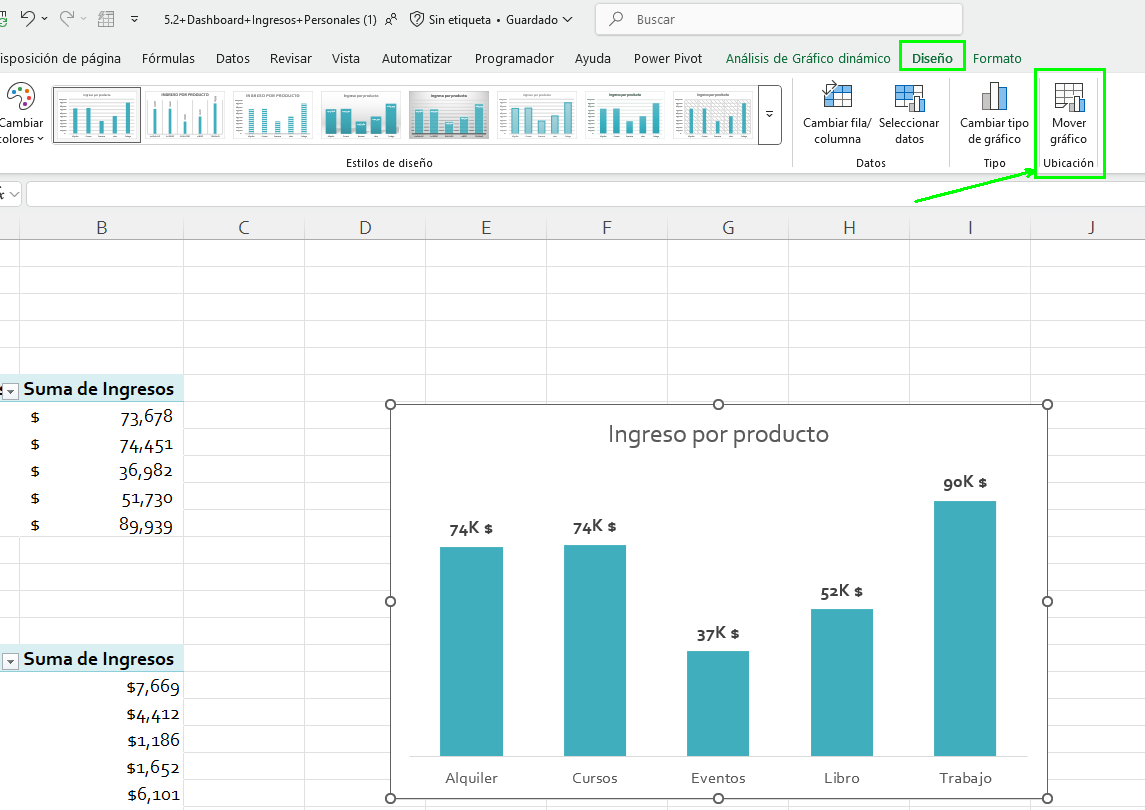 5.2+Dashboard+Ingresos+Personales (1) Sin etiqueta • Guardado
Buscar
isposición de página Fórmulas Datos Revisar Vista Automatizar Programador Ayuda Power Pivot Análisis de Gráfico dinámico Diseño Formato
Cambiar
olores
Estilos de diseño
Cambiar fila/
columna
Seleccionar
datos
Datos
Cambiar tipo
de gráfico
Tipo
Mover
gráfico
Ubicación
B C D E F G H I J
Suma de Ingresos
$ 73,678
$ 74,451
$ 36,982
$ 51,730
$ 89,939
Suma de Ingresos
$7,669
$4,412
$1,186
$1,652
$6,101
Ingreso por producto
74K $
74K $
37K $
52K $
90K $
Alquiler Cursos Eventos Libro Trabajo